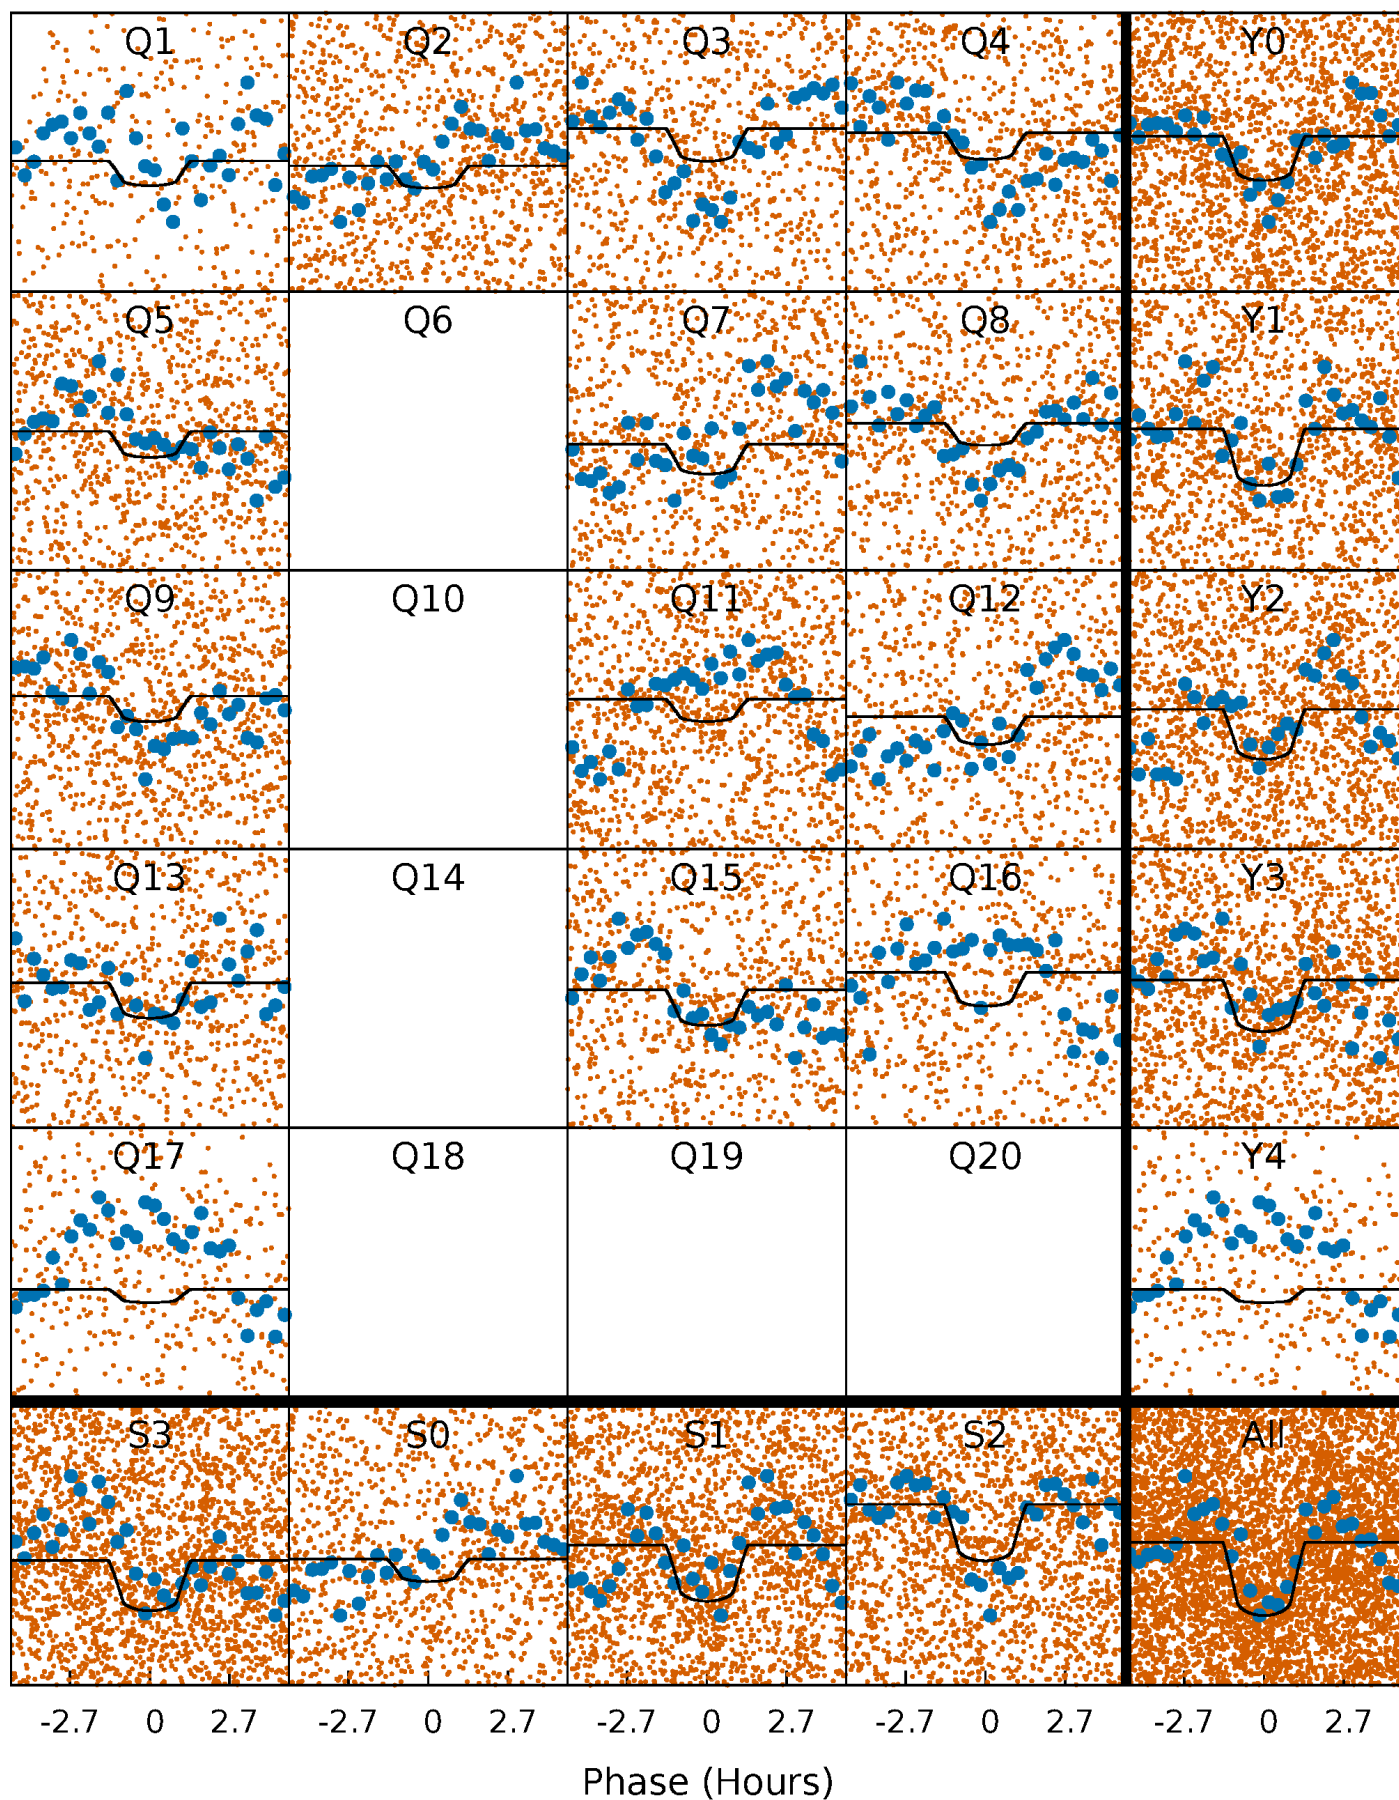 Q1 Q2 Q3 Q4 Y0
Q5 Q6 Q7 Q8 Y1
Q9 Q10 Q11 Q12 Y2
Q13 Q14 Q15 Q16 Y3
Q17 Q18 Q19 Q20 Y4
S3 S0 S1 S2 All
-2.7 0 2.7 -2.7 0 2.7 -2.7 0 2.7 -2.7 0 2.7 -2.7 0 2.7
Phase (Hours)